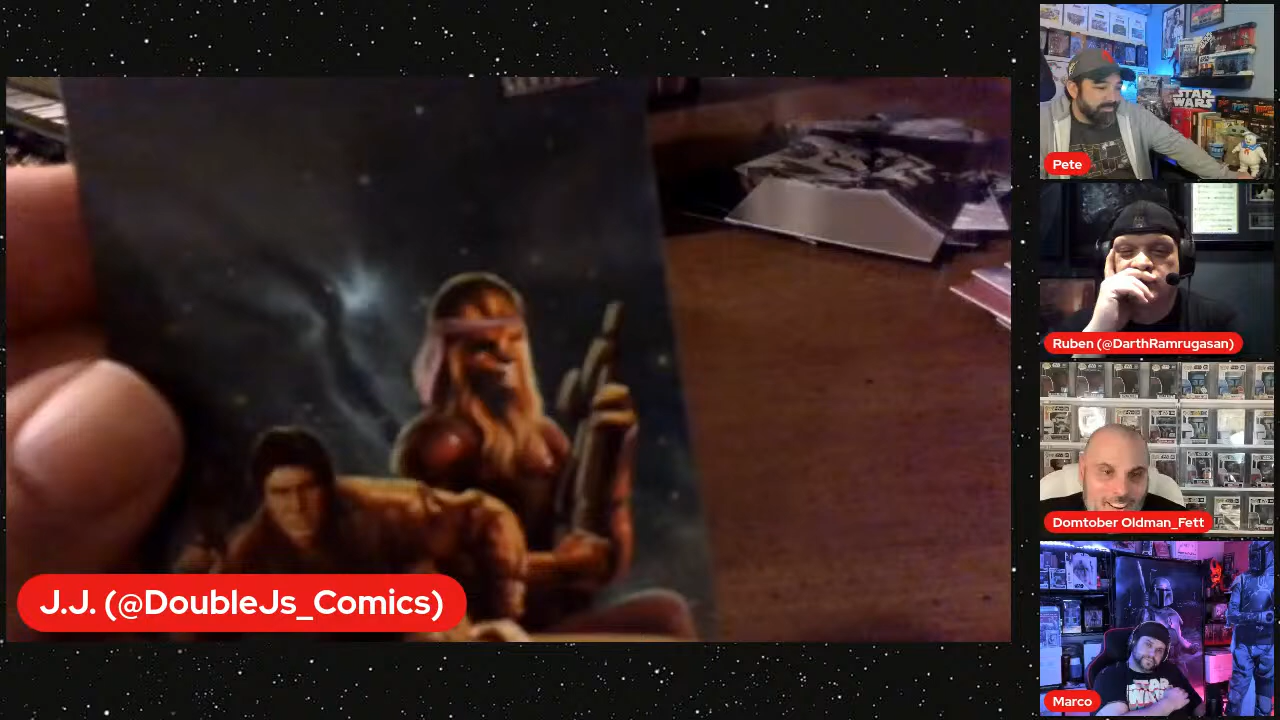 J.J. (@DoubleJs_Comics)
Pete
STAR
WARS
Ruben (@DarthRamrugasan)
Domtober Oldman_Fett
Marco